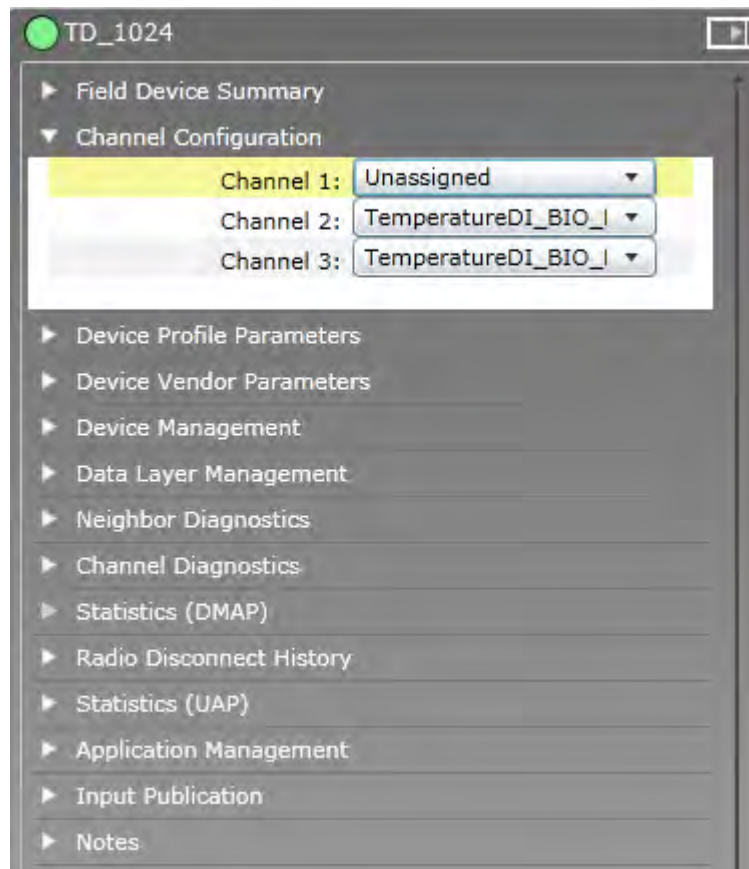 TD_1024
Field Device Summary
Channel Configuration
Channel 1: Unassigned
Channel 2: TemperatureDI_BIO_
Channel 3: TemperatureDI_BIO_
Device Profile Parameters
Device Vendor Parameters
Device Management
Data Layer Management
Neighbor Diagnostics
Channel Diagnostics
Statistics (DMAP)
Radio Disconnect History
Statistics (UAP)
Application Management
Input Publication
Notes